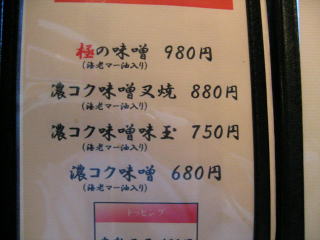 極の味噌 980円
(海老マー油入り)
濃コク味噌叉焼 880円
(海老マー油入り)
濃コク味噌味玉 750円
(海老マー油入り)
濃コク味噌 680円
(海老マー油入り)
トッピング